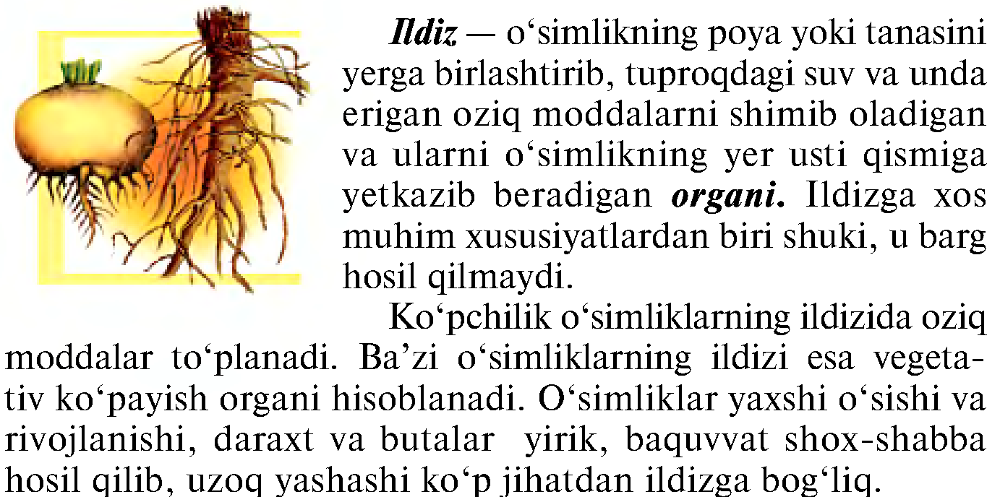 Ildiz — o‘simlikning poya yoki tanasini
yerga birlashtirib, tuproqdagi suv va unda
erigan oziq moddalarni shimib oladigan
va ularni o‘simlikning yer usti qismiga
yetkazib beradigan organi. Ildizga xos
muhim xususiyatlardan biri shuki, u barg
hosil qilmaydi.
Ko‘pchilik o‘simliklarning ildizida oziq
moddalar to‘planadi. Ba’zi o‘simliklarning ildizi esa vegeta-
tiv ko‘payish organi hisoblanadi. O‘simliklar yaxshi o‘sishi va
rivojlanishi, daraxt va butalar yirik, baquvvat shox-shabba
hosil qilib, uzoq yashashi ko‘p jihatdan ildizga bog‘liq.